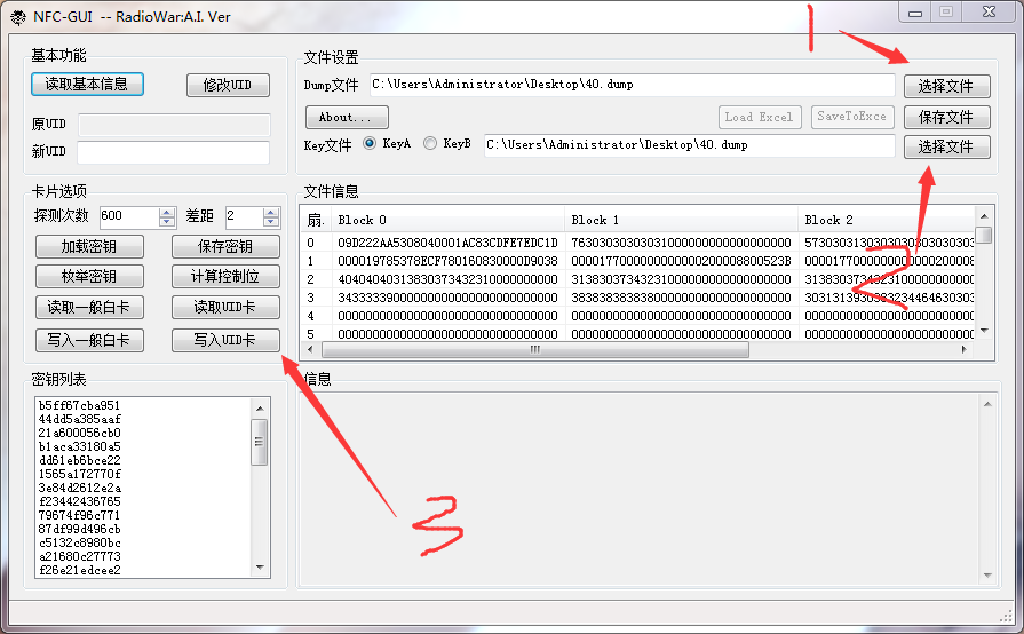 NFC-GUI -- RadioWar:A.I. Ver
1
基本功能
读取基本信息
修改UID
原UID
新UID
文件设置
Dump文件
C:\Users\Administrator\Desktop\40.dump
选择文件
About...
Load Excel
SaveToExce
保存文件
Key文件
KeyA
KeyB
C:\Users\Administrator\Desktop\40.dump
选择文件
卡片选项
探测次数
600
差距
2
加载密钥
保存密钥
枚举密钥
计算控制位
读取一般白卡
读取UID卡
写入一般白卡
写入UID卡
文件信息
扇. Block 0 Block 1 Block 2
0 09D222AA5308040001AC83CDFE7EDC1D 76303030303031000000000000000000
1 00001770000000000000200008800523B
2 40404040313830373432310000000000 31383037343231000000000000000000
3 34333339000000000000000000000000 38383838383800000000000000000000
4 00000000000000000000000000000000 00000000000000000000000000000000
5 00000000000000000000000000000000 00000000000000000000000000000000
2
密钥列表
b5ff67cba951
44dd5a385aaf
21a600056cb0
b1aca33180a5
dd61eb6bce22
1565a172770f
3e84d2612e2a
f23442436765
79674f96c771
87df99d496cb
c5132c8980bc
a21680c27773
f26e21edcee2
信息
3